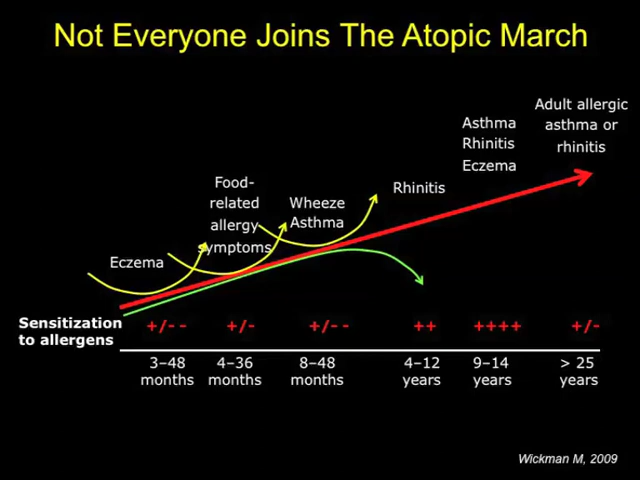 Not Everyone Joins The Atopic March
Adult allergic
asthma or
rhinitis
Asthma
Rhinitis
Eczema
Rhinitis
Food-
related
allergy
symptoms
Wheeze
Asthma
Eczema
Sensitization
to allergens
+/-- +/- +/-- ++ ++++ +/-
3–48
months
4–36
months
8–48
months
4–12
years
9–14
years
> 25
years
Wickman M, 2009